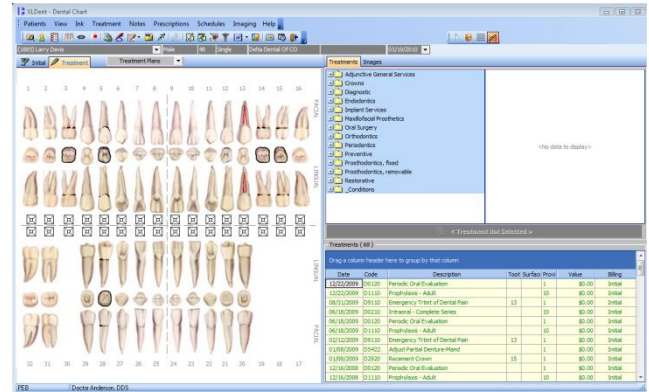 XLDent - Dental Chart
Patients View Ink Treatment Notes Prescriptions Schedules Imaging Help
[1885] Larry Davis Male 48 Single Delta Dental Of CO 03/19/2010
Initial Treatment Treatment Plans
Treatments Images
1 2 3 4 5 6 7 8 9 10 11 12 13 14 15 16
FACIAL
LINGUAL
LINGUAL
FACIAL
32 31 30 29 28 27 26 25 24 23 22 21 20 19 18 17
Adjunctive General Services
Crowns
Diagnostic
Endodontics
Implant Services
Maxillofacial Prosthetics
Oral Surgery
Orthodontics
Periodontics
Preventive
Prosthodontics, fixed
Prosthodontics, removable
Restorative
_Conditions
<No data to display>
< Treatment Not Selected >
Treatments ( 68 )
Drag a column header here to group by that column
Date Code Description Toot Surface Provi Value Billing
12/22/2009 D0120 Periodic Oral Evaluation 1 $0.00 Initial
12/22/2009 D1110 Prophylaxis - Adult 10 $0.00 Initial
08/31/2009 D9110 Emergency Trtmt of Dental Pain 13 1 $0.00 Initial
06/18/2009 D0210 Intraoral - Complete Series 10 $0.00 Initial
06/18/2009 D0120 Periodic Oral Evaluation 1 $0.00 Initial
06/18/2009 D1110 Prophylaxis - Adult 10 $0.00 Initial
02/12/2009 D9110 Emergency Trtmt of Dental Pain 13 1 $0.00 Initial
01/08/2009 D5422 Adjust Partial Denture-Mand 1 $0.00 Initial
01/08/2009 D2920 Recement Crown 15 1 $0.00 Initial
12/16/2008 D0120 Periodic Oral Evaluation 1 $0.00 Initial
12/16/2008 D1110 Prophylaxis - Adult 10 $0.00 Initial
PEB Doctor Anderson, DDS